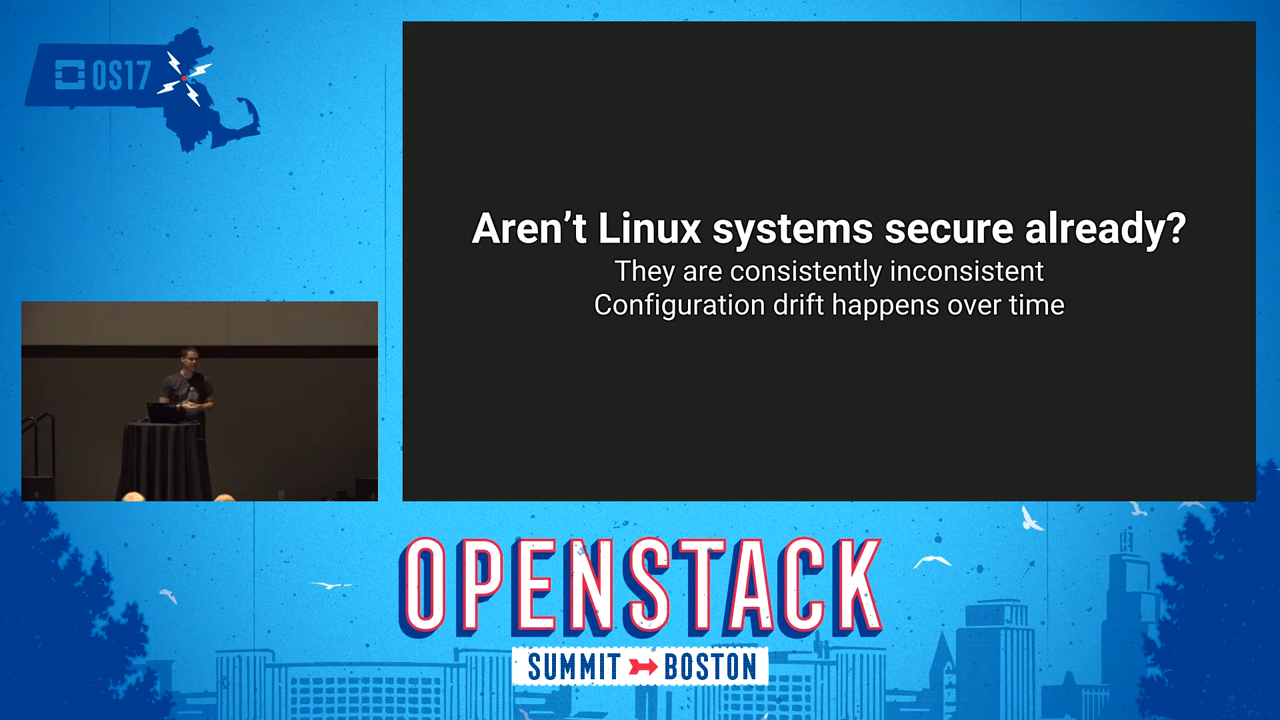 OS17
Aren’t Linux systems secure already?
They are consistently inconsistent
Configuration drift happens over time
OPENSTACK
SUMMIT BOSTON